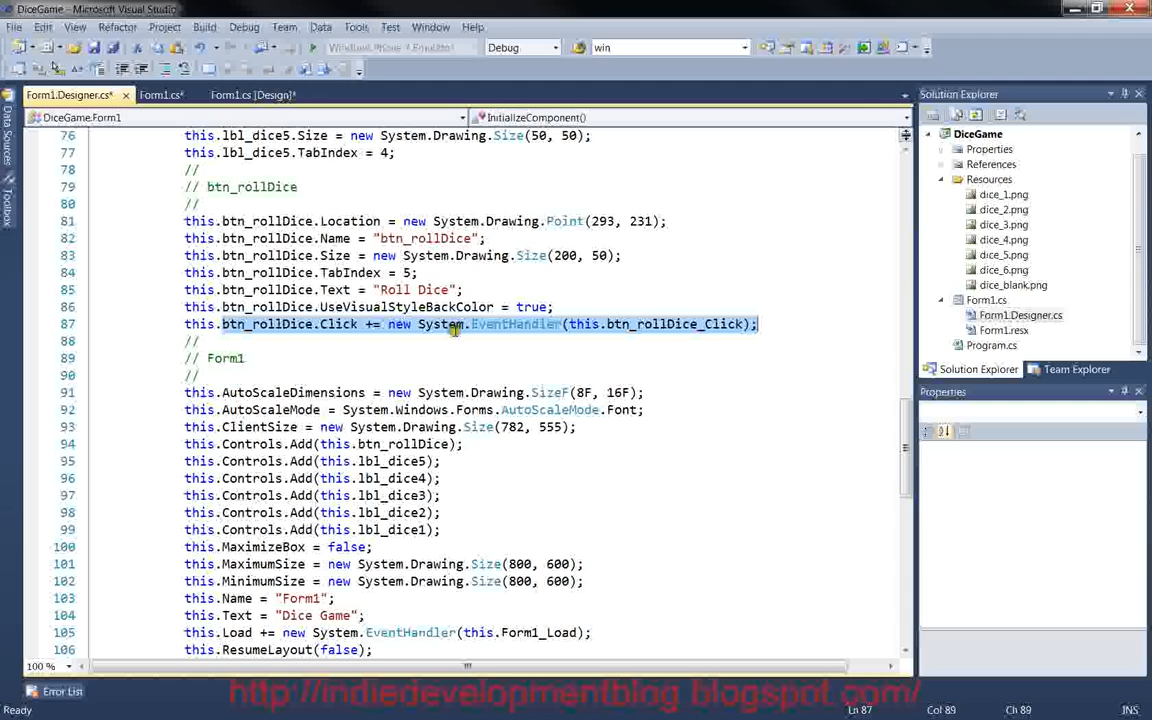 DiceGame - Microsoft Visual Studio
File Edit View Refactor Project Build Debug Team Data Tools Test Window Help
Windows Phone 7 Emulator Debug win
Form1.Designer.cs* x Form1.cs* Form1.cs [Design]*
DiceGame.Form1 InitializeComponent()
76 this.lbl_dice5.Size = new System.Drawing.Size(50, 50);
77 this.lbl_dice5.TabIndex = 4;
78 //
79 // btn_rollDice
80 //
81 this.btn_rollDice.Location = new System.Drawing.Point(293, 231);
82 this.btn_rollDice.Name = "btn_rollDice";
83 this.btn_rollDice.Size = new System.Drawing.Size(200, 50);
84 this.btn_rollDice.TabIndex = 5;
85 this.btn_rollDice.Text = "Roll Dice";
86 this.btn_rollDice.UseVisualStyleBackColor = true;
87 this.btn_rollDice.Click += new System.EventHandler(this.btn_rollDice_Click);
88 //
89 // Form1
90 //
91 this.AutoScaleDimensions = new System.Drawing.SizeF(8F, 16F);
92 this.AutoScaleMode = System.Windows.Forms.AutoScaleMode.Font;
93 this.ClientSize = new System.Drawing.Size(782, 555);
94 this.Controls.Add(this.btn_rollDice);
95 this.Controls.Add(this.lbl_dice5);
96 this.Controls.Add(this.lbl_dice4);
97 this.Controls.Add(this.lbl_dice3);
98 this.Controls.Add(this.lbl_dice2);
99 this.Controls.Add(this.lbl_dice1);
100 this.MaximizeBox = false;
101 this.MaximumSize = new System.Drawing.Size(800, 600);
102 this.MinimumSize = new System.Drawing.Size(800, 600);
103 this.Name = "Form1";
104 this.Text = "Dice Game";
105 this.Load += new System.EventHandler(this.Form1_Load);
106 this.ResumeLayout(false);
100 %
Data Sources
Toolbox
Solution Explorer
DiceGame
Properties
References
Resources
dice_1.png
dice_2.png
dice_3.png
dice_4.png
dice_5.png
dice_6.png
dice_blank.png
Form1.cs
Form1.Designer.cs
Form1.resx
Program.cs
Solution Explorer Team Explorer
Properties
Error List
http://indiedevelopmentblog.blogspot.com/
Ready Ln 87 Col 89 Ch 89 INS